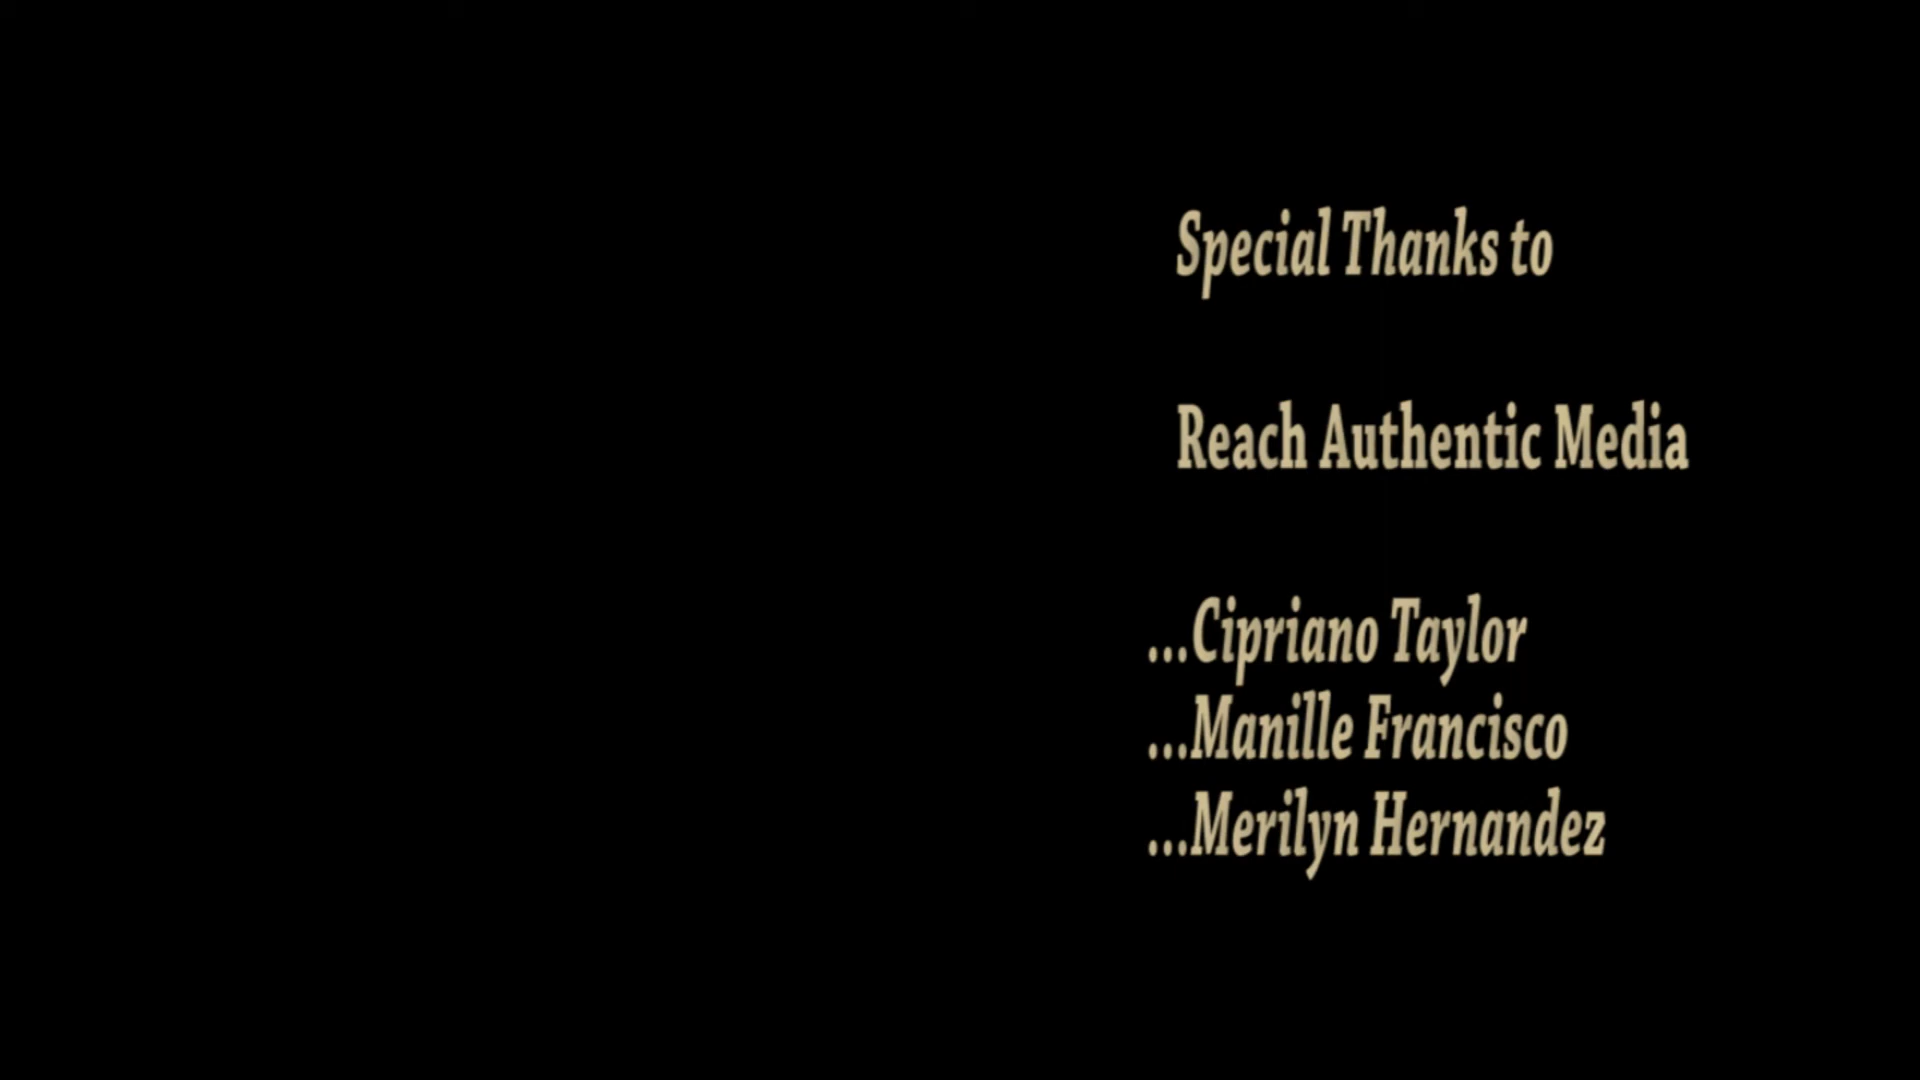 Special Thanks to
Reach Authentic Media
...Cipriano Taylor
...Manille Francisco
...Merilyn Hernandez